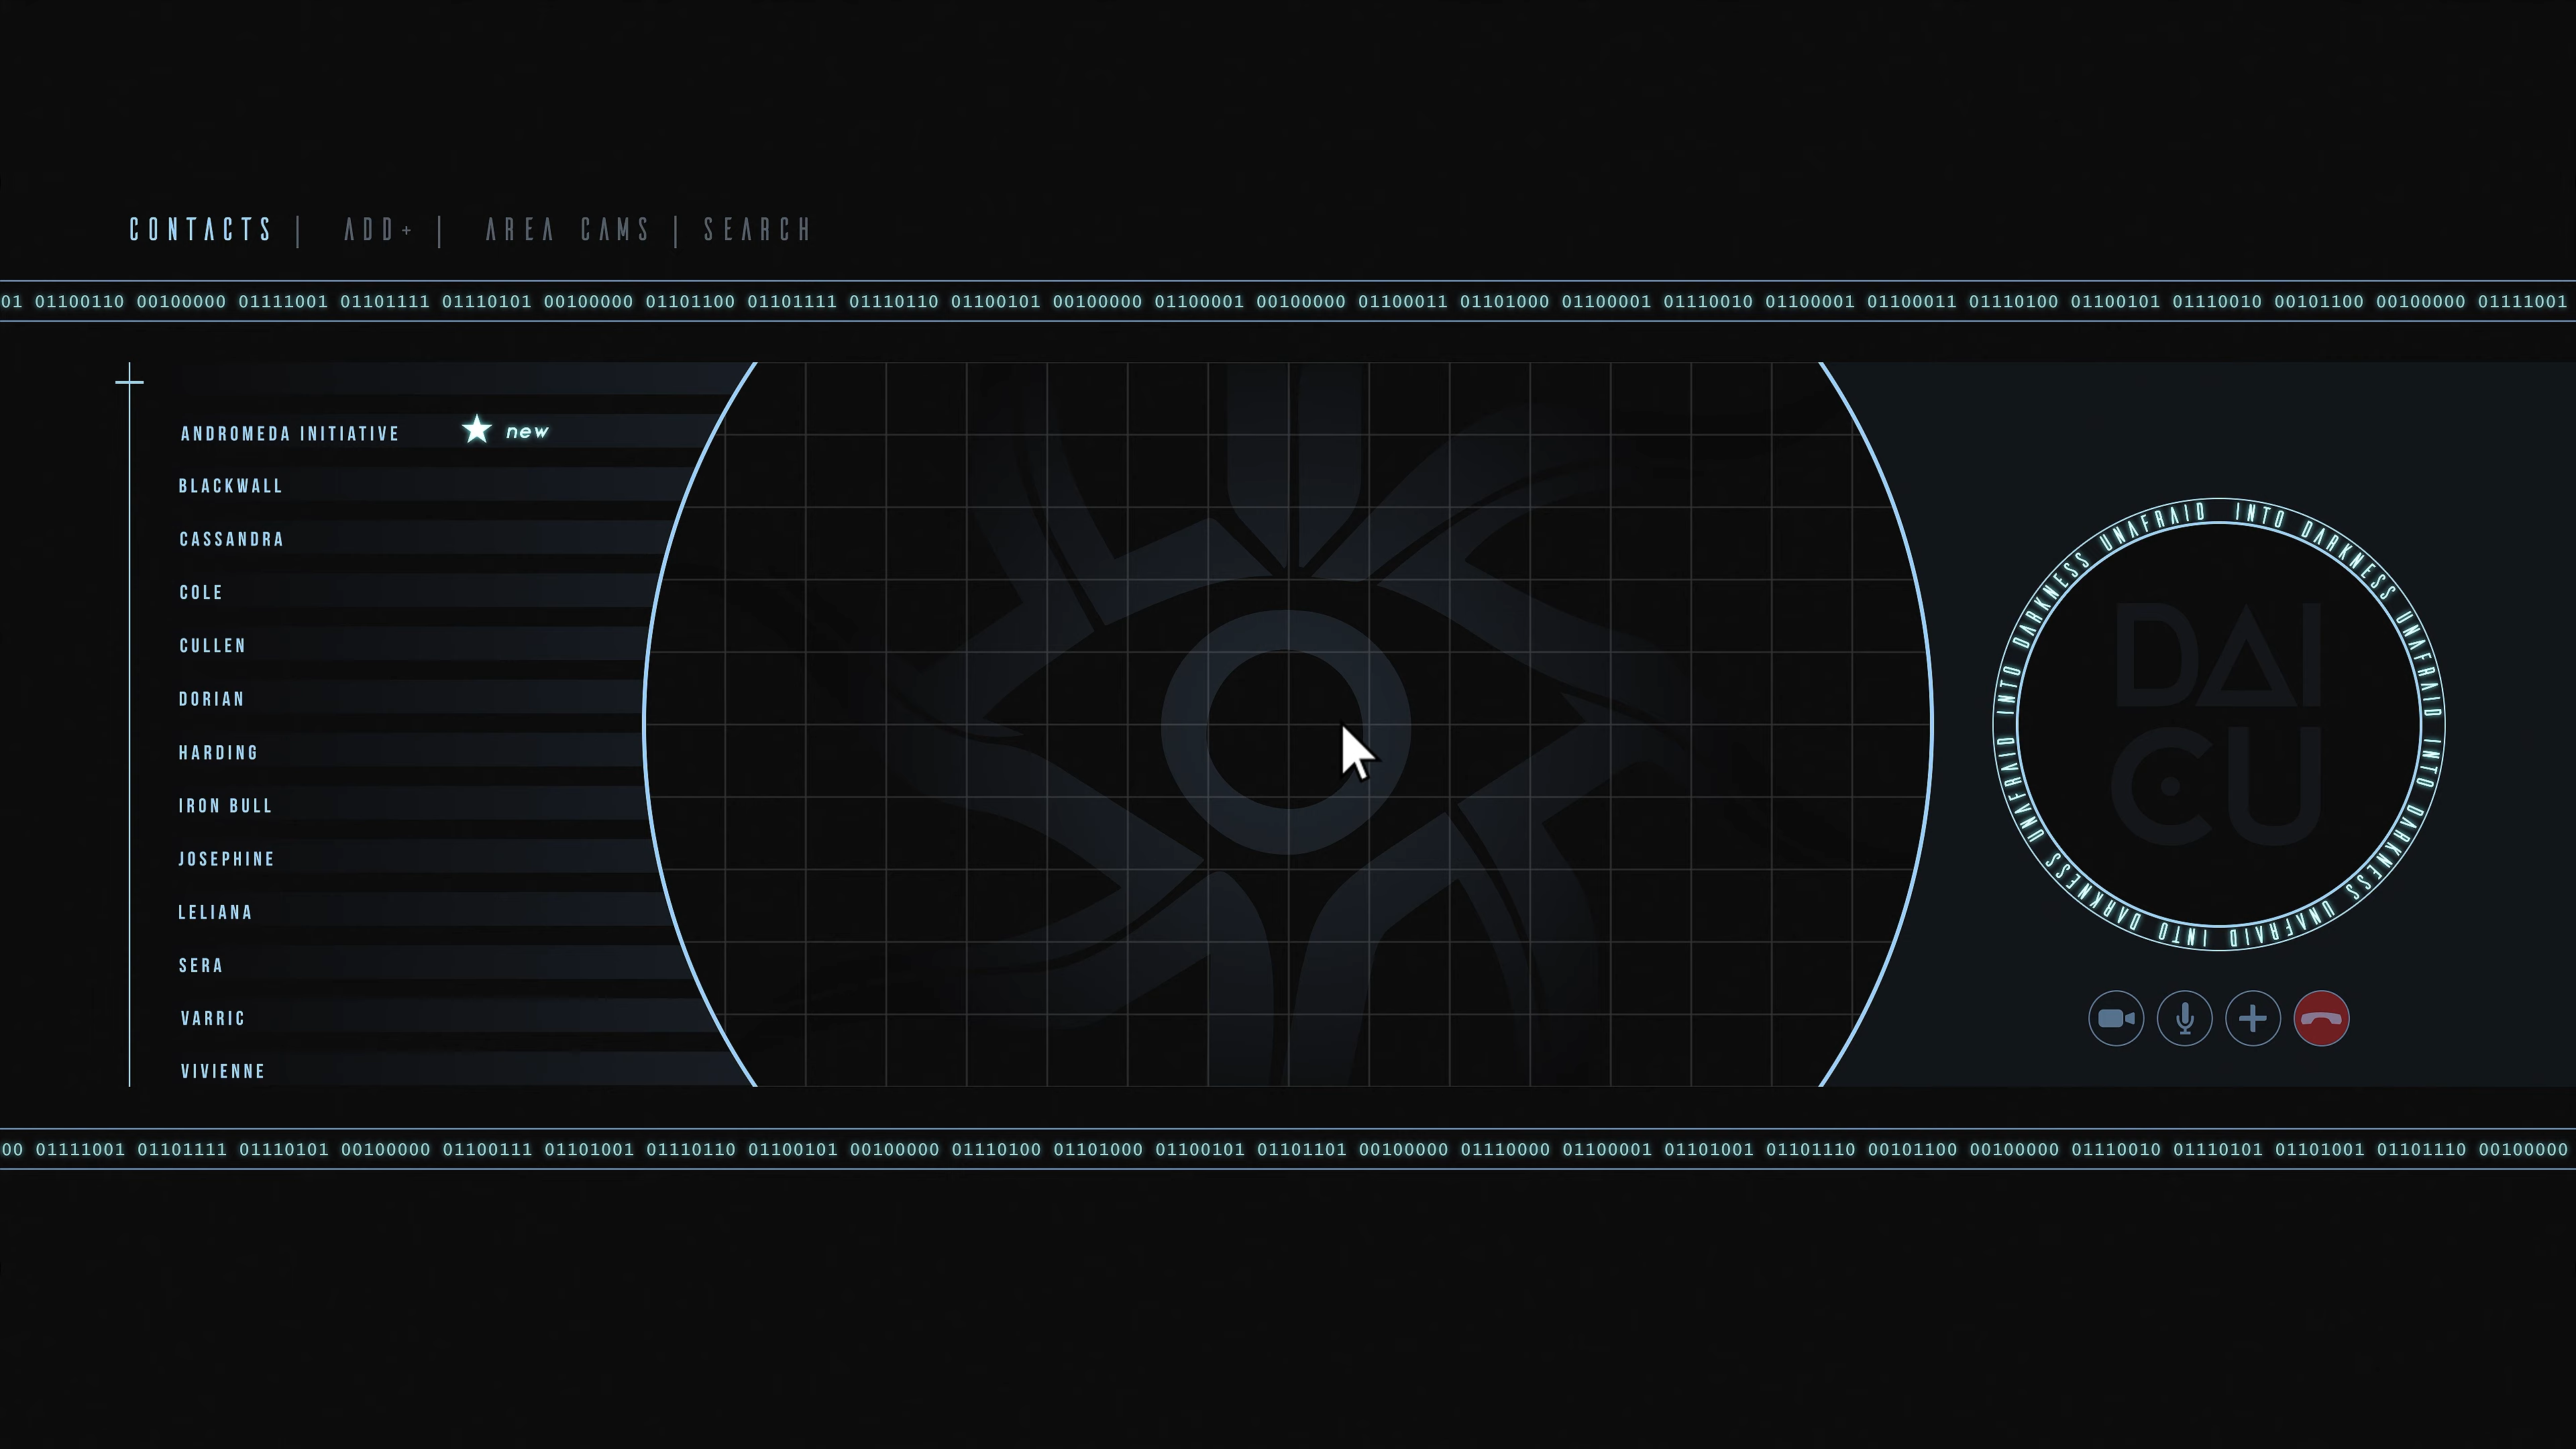 CONTACTS | ADD+ | AREA CAMS | SEARCH
01 01100110 00100000 01111001 01101111 01110101 00100000 01101100 01101111 01110110 01100101 00100000 01100001 00100000 01100011 01101000 01100001 01110010 01100001 01100011 01110100 01100101 01110010 00101100 00100000 01111001
ANDROMEDA INITIATIVE new
BLACKWALL
CASSANDRA
COLE
CULLEN
DORIAN
HARDING
IRON BULL
JOSEPHINE
LELIANA
SERA
VARRIC
VIVIENNE
INTO DARKNESS UNAFRAID INTO DARKNESS UNAFRAID INTO DARKNESS UNAFRAID INTO DARKNESS UNAFRAID
DAI
CU
00 01111001 01101111 01110101 00100000 01100111 01101001 01110110 01100101 00100000 01110100 01101000 01100101 01101101 00100000 01110000 01100001 01101001 01101110 00101100 00100000 01110010 01110101 01101001 01101110 00100000